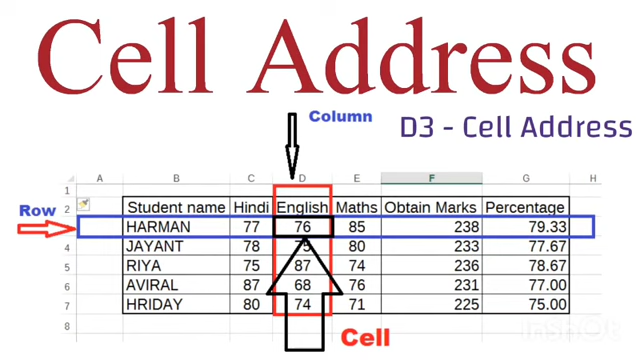 Cell Address
Column
D3 - Cell Address
A B C D E F G H
1
Row
2 Student name Hindi English Maths Obtain Marks Percentage
HARMAN 77 76 85 238 79.33
4 JAYANT 78 75 80 233 77.67
5 RIYA 75 87 74 236 78.67
6 AVIRAL 87 68 76 231 77.00
7 HRIDAY 80 74 71 225 75.00
8
Cell
InShOt